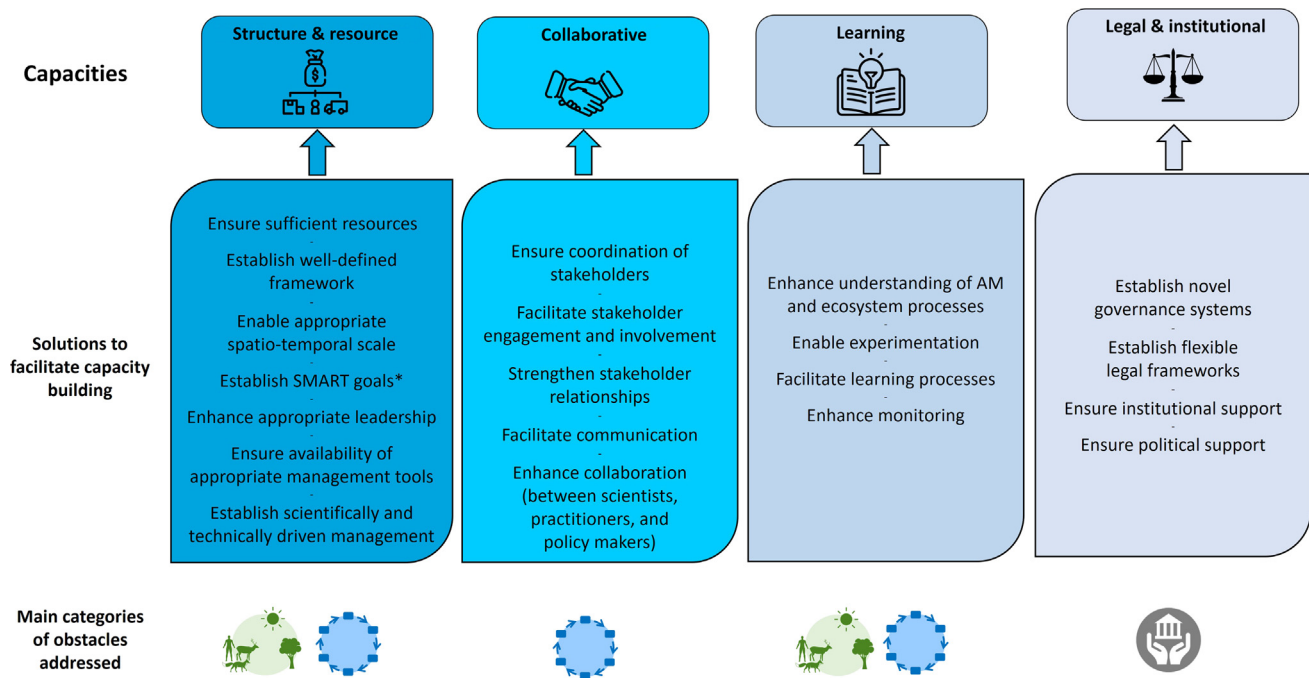 Capacities
Structure & resource
$
Collaborative
Learning
Legal & institutional
Solutions to
facilitate capacity
building
Ensure sufficient resources
-
Establish well-defined
framework
-
Enable appropriate
spatio-temporal scale
-
Establish SMART goals*
-
Enhance appropriate leadership
-
Ensure availability of
appropriate management tools
-
Establish scientifically and
technically driven management
Ensure coordination of
stakeholders
-
Facilitate stakeholder
engagement and involvement
-
Strengthen stakeholder
relationships
-
Facilitate communication
-
Enhance collaboration
(between scientists,
practitioners, and
policy makers)
Enhance understanding of AM
and ecosystem processes
-
Enable experimentation
-
Facilitate learning processes
-
Enhance monitoring
Establish novel
governance systems
-
Establish flexible
legal frameworks
-
Ensure institutional support
-
Ensure political support
Main categories
of obstacles
addressed